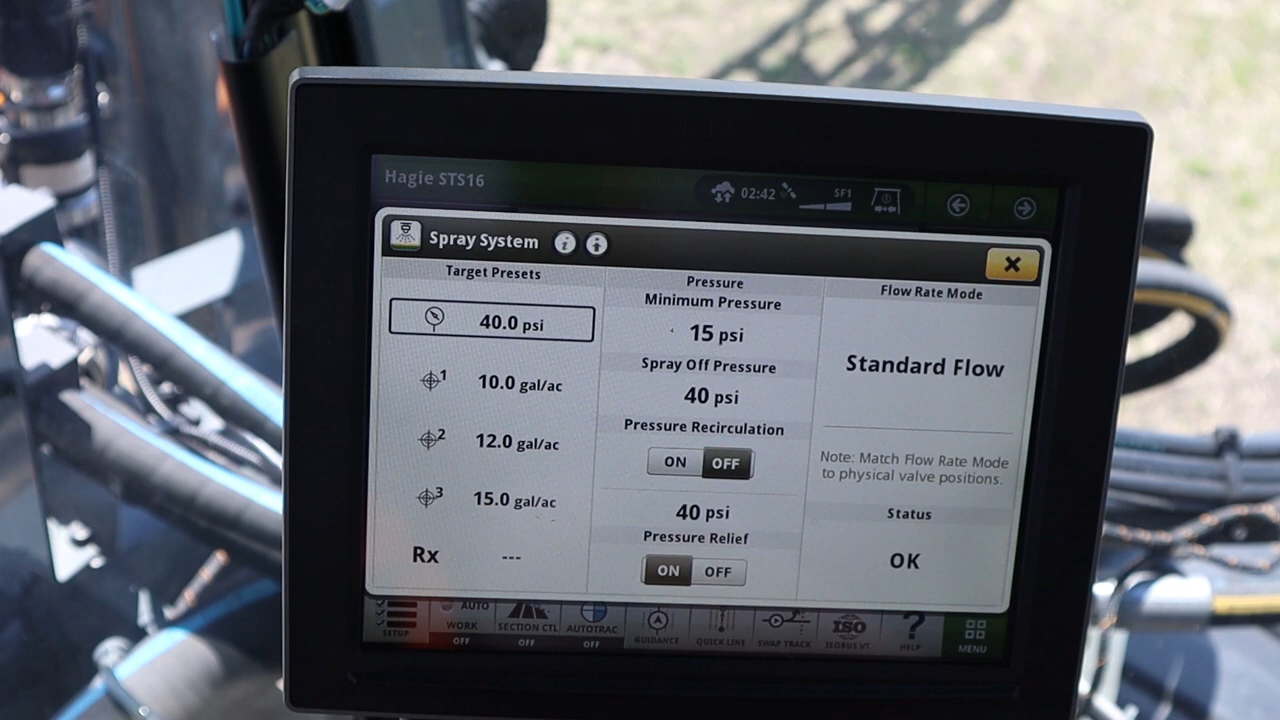 Hagie STS16
02:42
SF1
Spray System
Target Presets
40.0 psi
1 10.0 gal/ac
2 12.0 gal/ac
3 15.0 gal/ac
Rx ---
Pressure
Minimum Pressure
15 psi
Spray Off Pressure
40 psi
Pressure Recirculation
ON OFF
40 psi
Pressure Relief
ON OFF
Flow Rate Mode
Standard Flow
Note: Match Flow Rate Mode
to physical valve positions.
Status
OK
SETUP
AUTO
WORK
OFF
SECTION CTL
OFF
AUTOTRAC
OFF
GUIDANCE
QUICK LINE
SWAP TRACK
ISO
ISOBUS VT
?
HELP
MENU